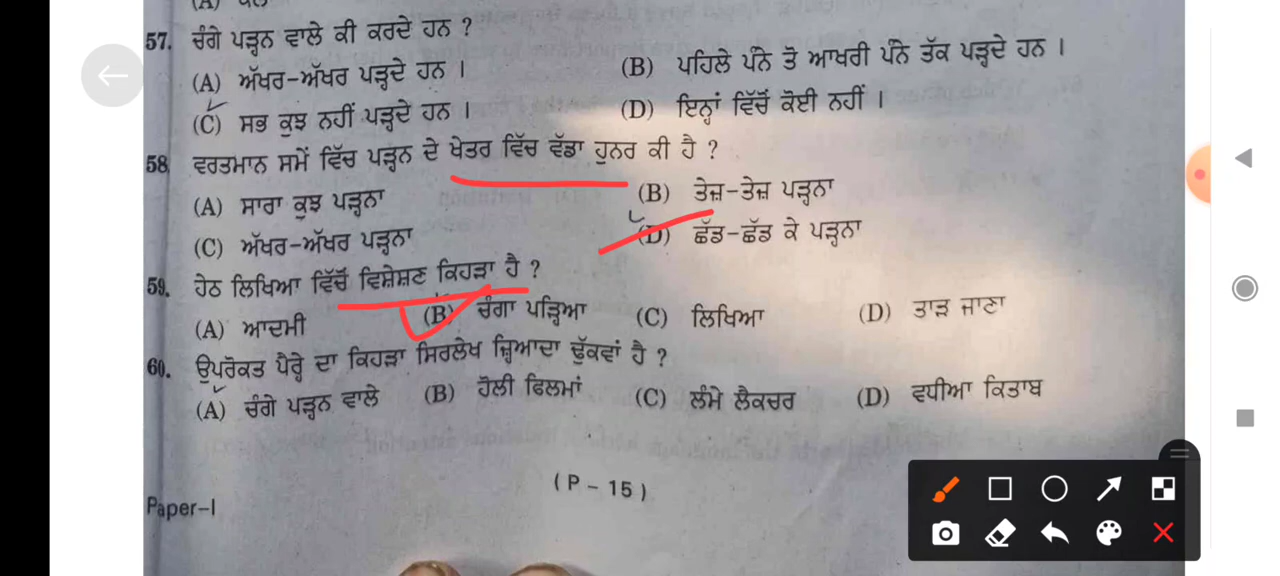 57. ਚੰਗੇ ਪੜ੍ਹਨ ਵਾਲੇ ਕੀ ਕਰਦੇ ਹਨ ?
(A) ਅੱਖਰ-ਅੱਖਰ ਪੜ੍ਹਦੇ ਹਨ । (B) ਪਹਿਲੇ ਪੰਨੇ ਤੋ ਆਖਰੀ ਪੰਨੇ ਤੱਕ ਪੜ੍ਹਦੇ ਹਨ ।
(C) ਸਭ ਕੁਝ ਨਹੀਂ ਪੜ੍ਹਦੇ ਹਨ । (D) ਇਨ੍ਹਾਂ ਵਿੱਚੋਂ ਕੋਈ ਨਹੀਂ ।
58. ਵਰਤਮਾਨ ਸਮੇਂ ਵਿੱਚ ਪੜ੍ਹਨ ਦੇ ਖੇਤਰ ਵਿੱਚ ਵੱਡਾ ਹੁਨਰ ਕੀ ਹੈ ?
(A) ਸਾਰਾ ਕੁਝ ਪੜ੍ਹਨਾ (B) ਤੇਜ਼-ਤੇਜ਼ ਪੜ੍ਹਨਾ
(C) ਅੱਖਰ-ਅੱਖਰ ਪੜ੍ਹਨਾ (D) ਛੱਡ-ਛੱਡ ਕੇ ਪੜ੍ਹਨਾ
59. ਹੇਠ ਲਿਖਿਆ ਵਿੱਚੋਂ ਵਿਸ਼ੇਸ਼ਣ ਕਿਹੜਾ ਹੈ ?
(A) ਆਦਮੀ (B) ਚੰਗਾ ਪੜ੍ਹਿਆ (C) ਲਿਖਿਆ (D) ਤਾੜ ਜਾਣਾ
60. ਉਪਰੋਕਤ ਪੈਰ੍ਹੇ ਦਾ ਕਿਹੜਾ ਸਿਰਲੇਖ ਜ਼ਿਆਦਾ ਢੁੱਕਵਾਂ ਹੈ ?
(A) ਚੰਗੇ ਪੜ੍ਹਨ ਵਾਲੇ (B) ਹੋਲੀ ਫਿਲਮਾਂ (C) ਲੰਮੇ ਲੈਕਚਰ (D) ਵਧੀਆ ਕਿਤਾਬ
( P – 15 )
Paper–I